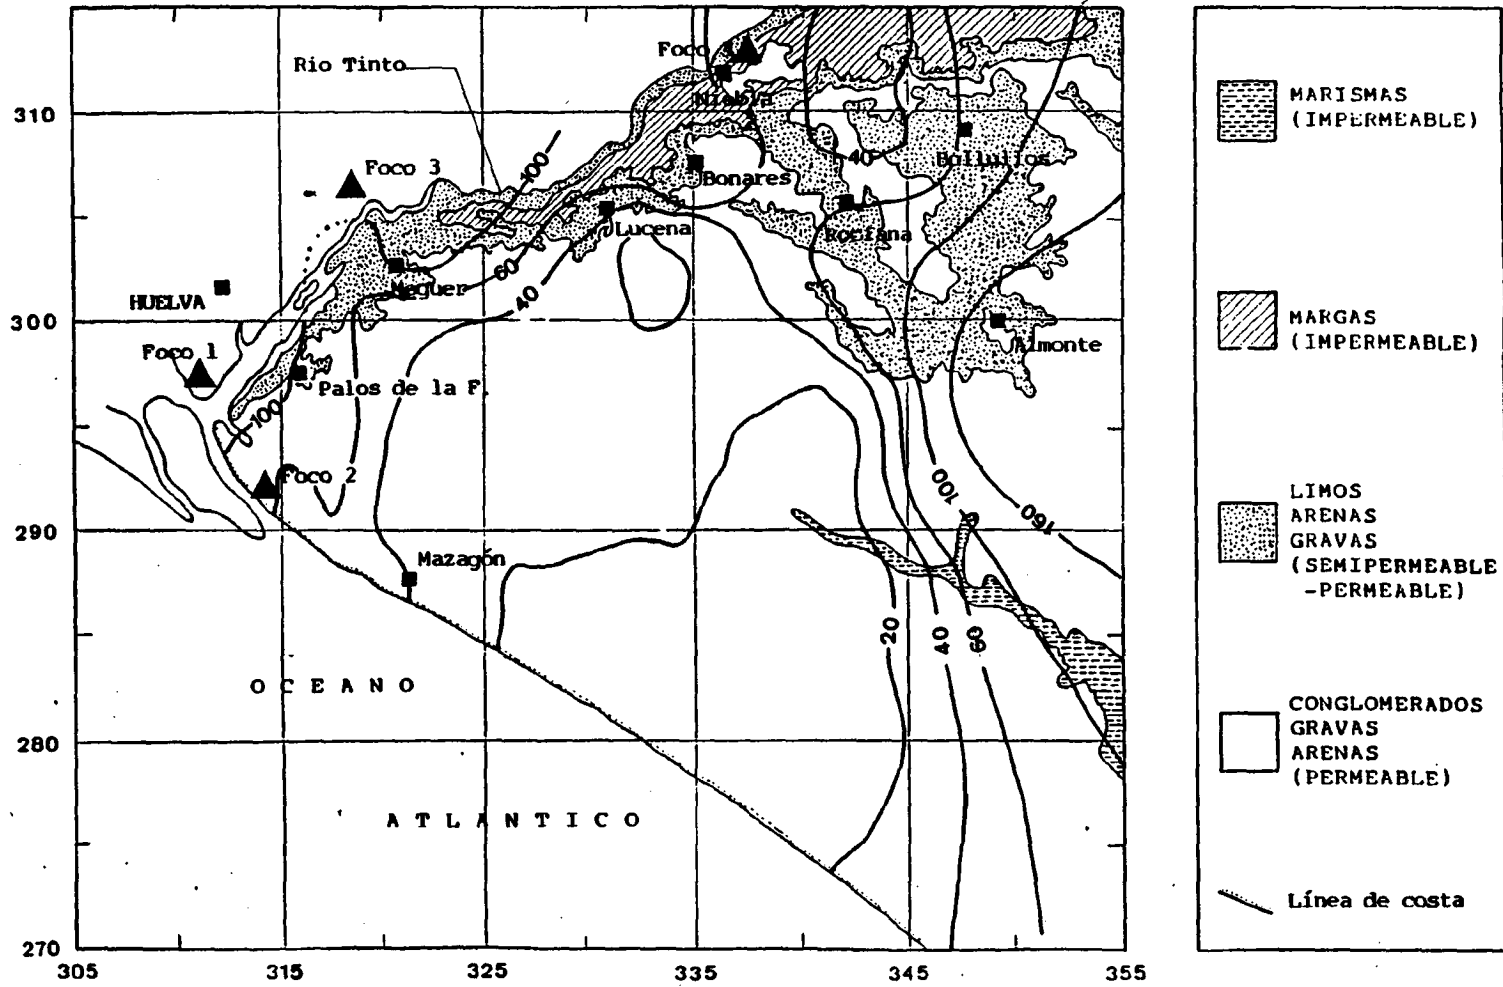 Foco
Rio Tinto
Niebla
310
Foco 3
100
40
Bollullos
Bonares
Lucena
Rociana
HUELVA
Moguer
60
40
300
Foco 1
Almonte
Palos de la F.
100
Foco 2
100
160
290
Mazagón
20
40
60
OCEANO
280
ATLANTICO
270
305
315
325
335
345
355
MARISMAS
(IMPERMEABLE)
MARGAS
(IMPERMEABLE)
LIMOS
ARENAS
GRAVAS
(SEMIPERMEABLE
-PERMEABLE)
CONGLOMERADOS
GRAVAS
ARENAS
(PERMEABLE)
Línea de costa